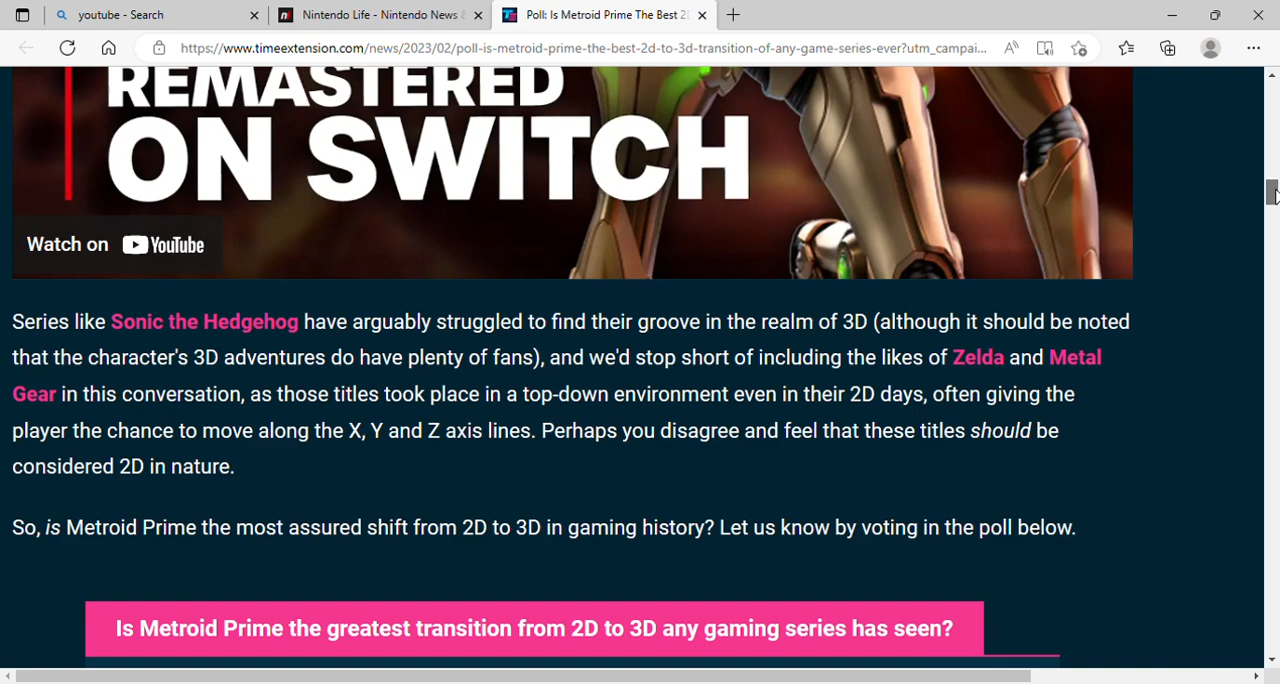 youtube - Search
Nintendo Life - Nintendo News &
Poll: Is Metroid Prime The Best 2D
https://www.timeextension.com/news/2023/02/poll-is-metroid-prime-the-best-2d-to-3d-transition-of-any-game-series-ever?utm_campai...
REMASTERED
ON SWITCH
Watch on YouTube
Series like Sonic the Hedgehog have arguably struggled to find their groove in the realm of 3D (although it should be noted
that the character's 3D adventures do have plenty of fans), and we'd stop short of including the likes of Zelda and Metal
Gear in this conversation, as those titles took place in a top-down environment even in their 2D days, often giving the
player the chance to move along the X, Y and Z axis lines. Perhaps you disagree and feel that these titles should be
considered 2D in nature.
So, is Metroid Prime the most assured shift from 2D to 3D in gaming history? Let us know by voting in the poll below.
Is Metroid Prime the greatest transition from 2D to 3D any gaming series has seen?